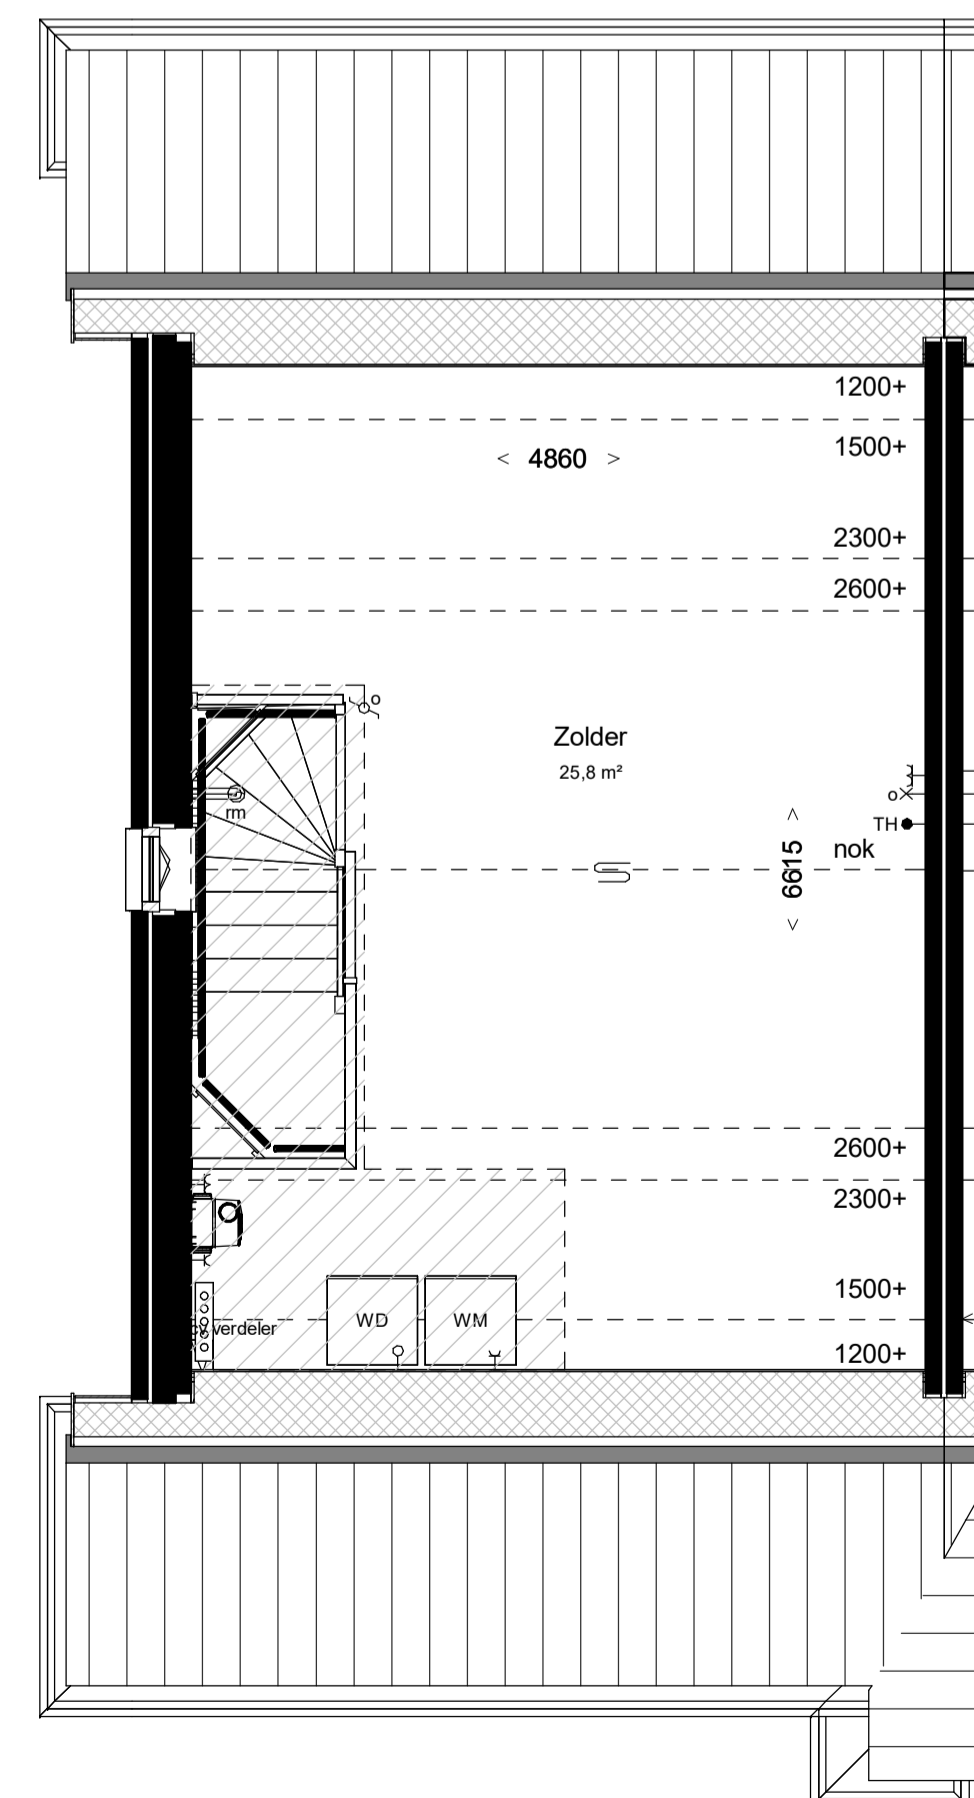 1200+
1500+
< 4860 >
2300+
2600+
o
Zolder
25,8 m²
rm
o
TH
nok
< 6615 >
2600+
2300+
1500+
WD
WM
cv verdeler
1200+